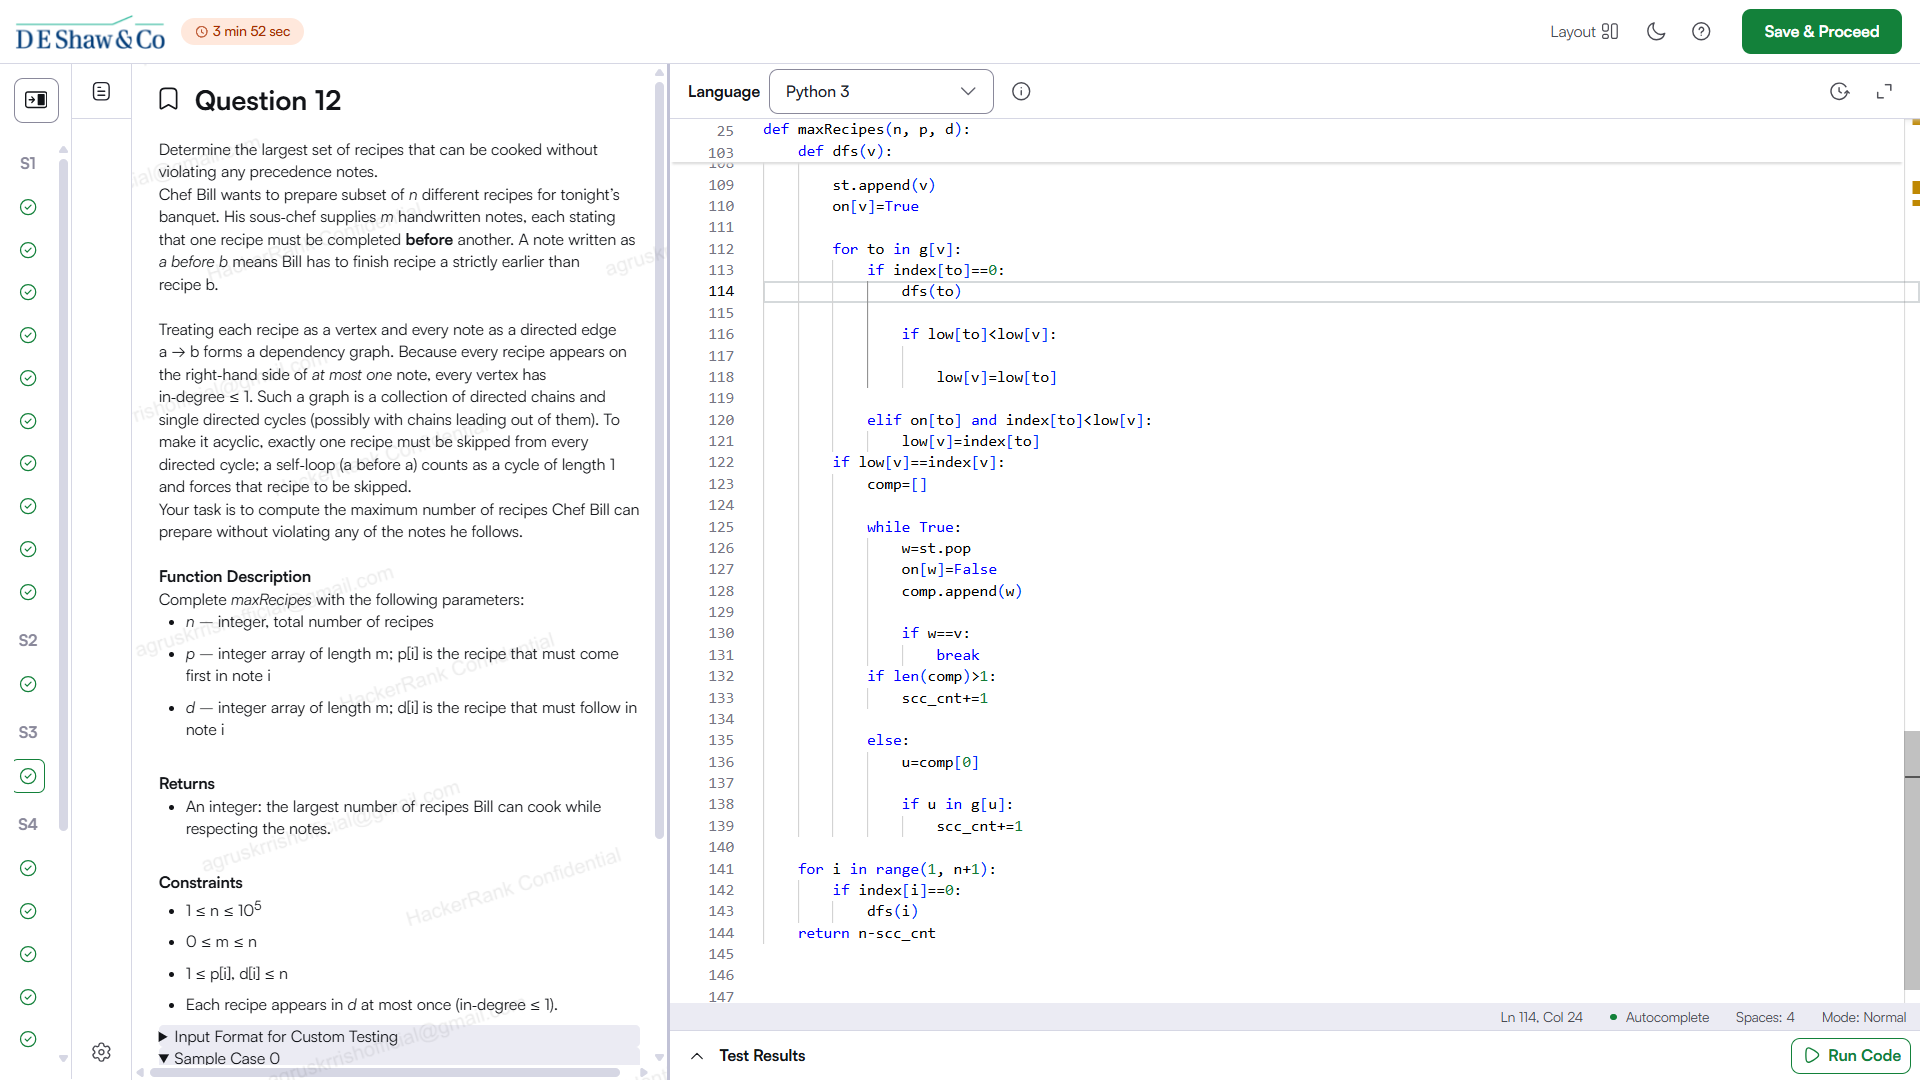 DE Shaw & Co
3 min 52 sec
Layout
Save & Proceed
S1
S2
S3
S4
Question 12
Determine the largest set of recipes that can be cooked without
violating any precedence notes.
Chef Bill wants to prepare subset of n different recipes for tonight's
banquet. His sous-chef supplies m handwritten notes, each stating
that one recipe must be completed before another. A note written as
a before b means Bill has to finish recipe a strictly earlier than
recipe b.
Treating each recipe as a vertex and every note as a directed edge
a → b forms a dependency graph. Because every recipe appears on
the right-hand side of at most one note, every vertex has
in-degree ≤ 1. Such a graph is a collection of directed chains and
single directed cycles (possibly with chains leading out of them). To
make it acyclic, exactly one recipe must be skipped from every
directed cycle; a self-loop (a before a) counts as a cycle of length 1
and forces that recipe to be skipped.
Your task is to compute the maximum number of recipes Chef Bill can
prepare without violating any of the notes he follows.
Function Description
Complete maxRecipes with the following parameters:
• n — integer, total number of recipes
• p — integer array of length m; p[i] is the recipe that must come
first in note i
• d — integer array of length m; d[i] is the recipe that must follow in
note i
Returns
• An integer: the largest number of recipes Bill can cook while
respecting the notes.
Constraints
• 1 ≤ n ≤ 10⁵
• 0 ≤ m ≤ n
• 1 ≤ p[i], d[i] ≤ n
• Each recipe appears in d at most once (in-degree ≤ 1).
Input Format for Custom Testing
Sample Case 0
HackerRank Confidential
Language
Python 3
25 def maxRecipes(n, p, d):
103 def dfs(v):
108
109 st.append(v)
110 on[v]=True
111
112 for to in g[v]:
113 if index[to]==0:
114 dfs(to)
115
116 if low[to]<low[v]:
117
118 low[v]=low[to]
119
120 elif on[to] and index[to]<low[v]:
121 low[v]=index[to]
122 if low[v]==index[v]:
123 comp=[]
124
125 while True:
126 w=st.pop
127 on[w]=False
128 comp.append(w)
129
130 if w==v:
131 break
132 if len(comp)>1:
133 scc_cnt+=1
134
135 else:
136 u=comp[0]
137
138 if u in g[u]:
139 scc_cnt+=1
140
141 for i in range(1, n+1):
142 if index[i]==0:
143 dfs(i)
144 return n-scc_cnt
145
146
147
Ln 114, Col 24
Autocomplete
Spaces: 4
Mode: Normal
Test Results
Run Code